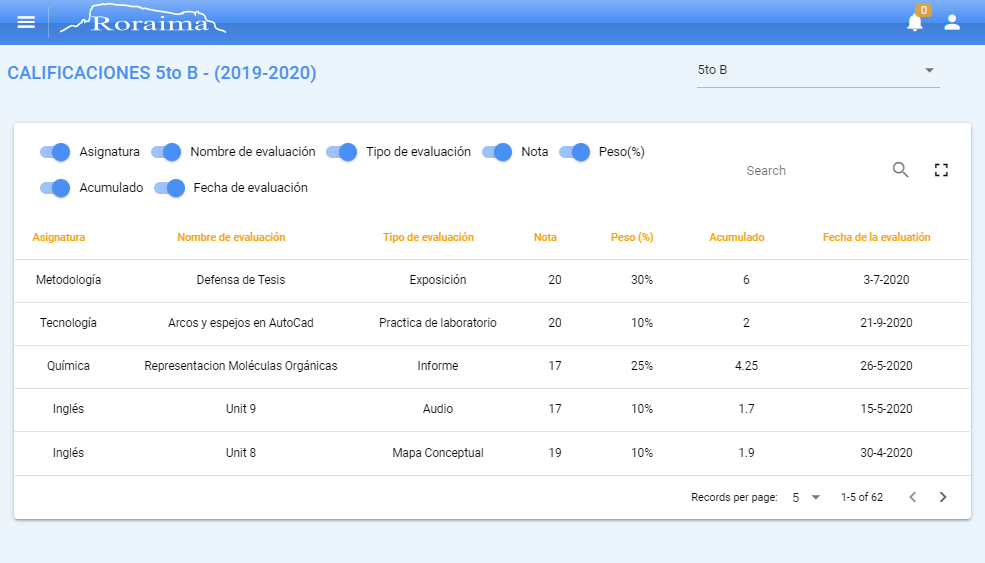 Roraima 0
CALIFICACIONES 5to B - (2019-2020) 5to B
Asignatura Nombre de evaluación Tipo de evaluación Nota Peso(%)
Search
Acumulado Fecha de evaluación
Asignatura Nombre de evaluación Tipo de evaluación Nota Peso (%) Acumulado Fecha de la evaluatión
Metodología Defensa de Tesis Exposición 20 30% 6 3-7-2020
Tecnología Arcos y espejos en AutoCad Practica de laboratorio 20 10% 2 21-9-2020
Química Representacion Moléculas Orgánicas Informe 17 25% 4.25 26-5-2020
Inglés Unit 9 Audio 17 10% 1.7 15-5-2020
Inglés Unit 8 Mapa Conceptual 19 10% 1.9 30-4-2020
Records per page: 5 1-5 of 62